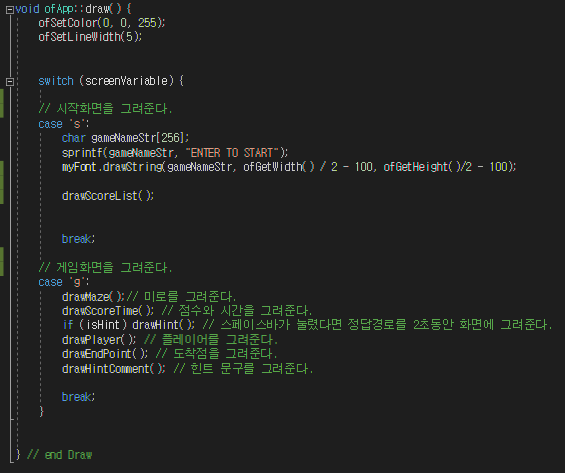 void ofApp::draw() {
ofSetColor(0, 0, 255);
ofSetLineWidth(5);
switch (screenVariable) {
// 시작화면을 그려준다.
case 's':
char gameNameStr[256];
sprintf(gameNameStr, "ENTER TO START");
myFont.drawString(gameNameStr, ofGetWidth() / 2 - 100, ofGetHeight()/2 - 100);
drawScoreList();
break;
// 게임화면을 그려준다.
case 'g':
drawMaze();// 미로를 그려준다.
drawScoreTime(); // 점수와 시간을 그려준다.
if (isHint) drawHint(); // 스페이스바가 눌렸다면 정답경로를 2초동안 화면에 그려준다.
drawPlayer(); // 플레이어를 그려준다.
drawEndPoint(); // 도착점을 그려준다.
drawHintComment(); // 힌트 문구를 그려준다.
break;
}
} // end Draw